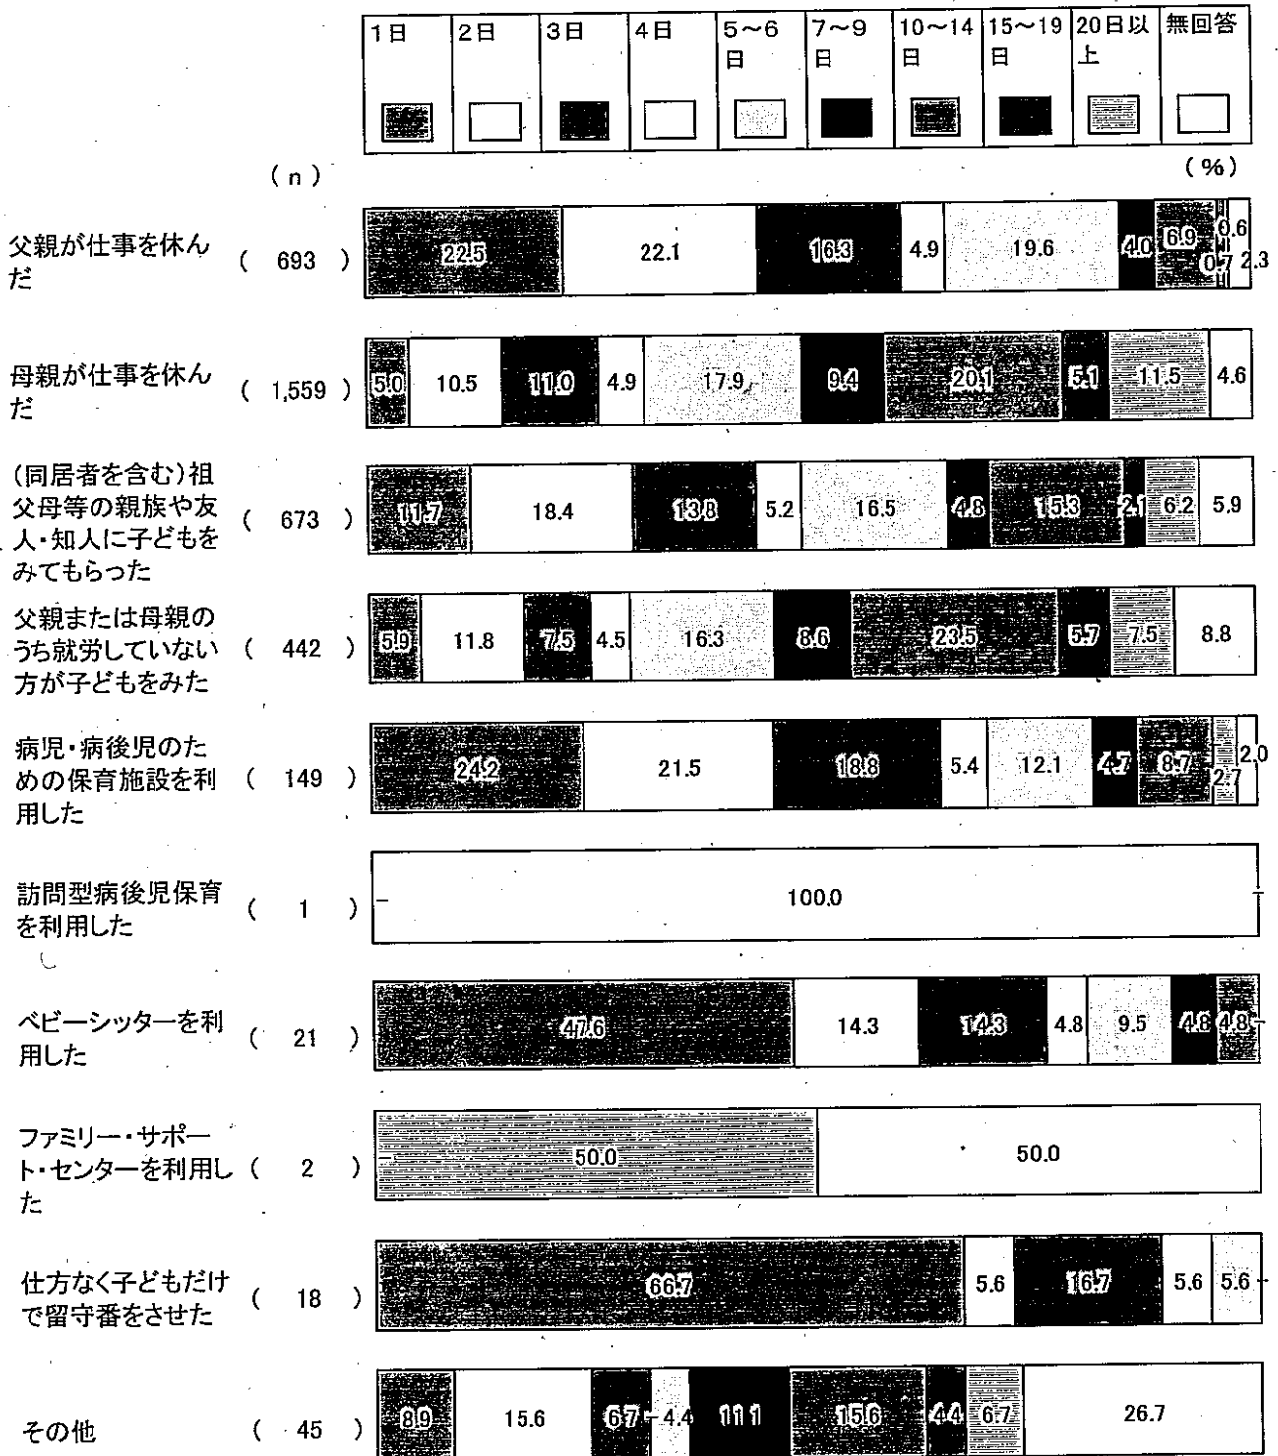 1日 2日 3日 4日 5～6日 7～9日 10～14日 15～19日 20日以上 無回答
(n) (%)
父親が仕事を休んだ ( 693 ) 22.5 22.1 16.3 4.9 19.6 4.0 6.9 0.7 0.6 2.3
母親が仕事を休んだ ( 1,559 ) 5.0 10.5 11.0 4.9 17.9 9.4 20.1 5.1 11.5 4.6
(同居者を含む)祖父母等の親族や友人・知人に子どもをみてもらった ( 673 ) 11.7 18.4 13.8 5.2 16.5 4.8 15.3 2.1 6.2 5.9
父親または母親のうち就労していない方が子どもをみた ( 442 ) 5.9 11.8 7.5 4.5 16.3 8.6 23.5 5.7 7.5 8.8
病児・病後児のための保育施設を利用した ( 149 ) 24.2 21.5 18.8 5.4 12.1 4.7 8.7 - 2.7 2.0
訪問型病後児保育を利用した ( 1 ) - 100.0 -
ベビーシッターを利用した ( 21 ) 47.6 14.3 14.3 4.8 9.5 4.8 4.8 -
ファミリー・サポート・センターを利用した ( 2 ) - 50.0 50.0
仕方なく子どもだけで留守番をさせた ( 18 ) 66.7 5.6 16.7 5.6 5.6 -
その他 ( 45 ) 8.9 15.6 6.7 - 4.4 11.1 15.6 4.4 6.7 26.7